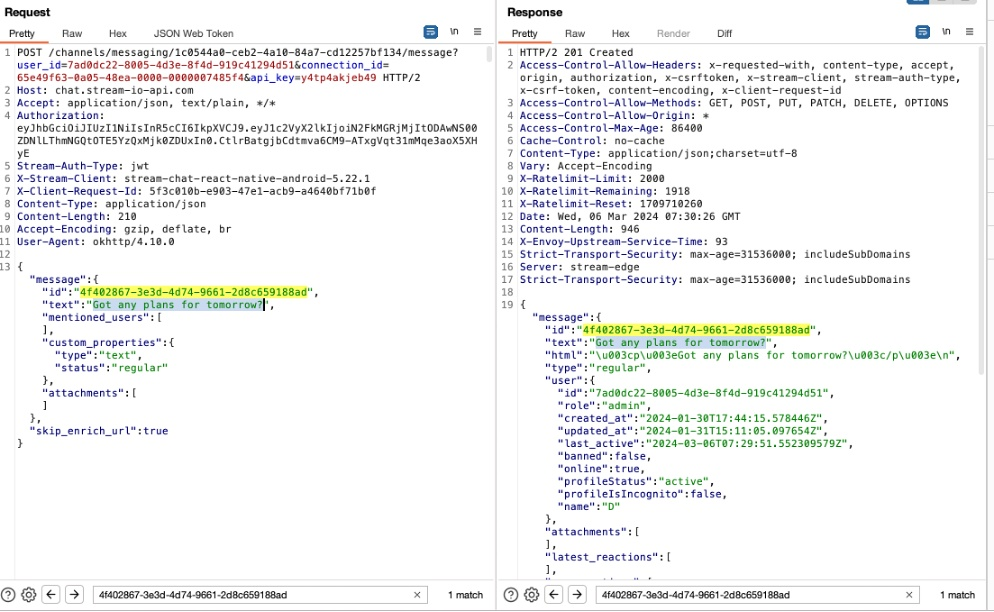 Request
Pretty Raw Hex JSON Web Token \n
1 POST /channels/messaging/1c0544a0-ceb2-4a10-84a7-cd12257bf134/message?
user_id=7ad0dc22-8005-4d3e-8f4d-919c41294d51&connection_id=
65e49f63-0a05-48ea-0000-0000007485f4&api_key=y4tp4akjeb49 HTTP/2
2 Host: chat.stream-io-api.com
3 Accept: application/json, text/plain, */*
4 Authorization:
eyJhbGciOiJIUzI1NiIsInR5cCI6IkpXVCJ9.eyJ1c2VyX2lkIjoiN2FkMGRjMjItODAwNS00
ZDNlLThmNGQtOTE5YzQxMjk0ZDUxIn0.CtlrBatgjbCdtmva6CM9-ATxgVqt31mMqe3aoX5XH
yE
5 Stream-Auth-Type: jwt
6 X-Stream-Client: stream-chat-react-native-android-5.22.1
7 X-Client-Request-Id: 5f3c010b-e903-47e1-acb9-a4640bf71b0f
8 Content-Type: application/json
9 Content-Length: 210
10 Accept-Encoding: gzip, deflate, br
11 User-Agent: okhttp/4.10.0
12
13 {
"message":{
"id":"4f402867-3e3d-4d74-9661-2d8c659188ad",
"text":"Got any plans for tomorrow?",
"mentioned_users":[
],
"custom_properties":{
"type":"text",
"status":"regular"
},
"attachments":[
]
},
"skip_enrich_url":true
}
4f402867-3e3d-4d74-9661-2d8c659188ad 1 match
Response
Pretty Raw Hex Render Diff \n
1 HTTP/2 201 Created
2 Access-Control-Allow-Headers: x-requested-with, content-type, accept,
origin, authorization, x-csrftoken, x-stream-client, stream-auth-type,
x-csrf-token, content-encoding, x-client-request-id
3 Access-Control-Allow-Methods: GET, POST, PUT, PATCH, DELETE, OPTIONS
4 Access-Control-Allow-Origin: *
5 Access-Control-Max-Age: 86400
6 Cache-Control: no-cache
7 Content-Type: application/json;charset=utf-8
8 Vary: Accept-Encoding
9 X-Ratelimit-Limit: 2000
10 X-Ratelimit-Remaining: 1918
11 X-Ratelimit-Reset: 1709710260
12 Date: Wed, 06 Mar 2024 07:30:26 GMT
13 Content-Length: 946
14 X-Envoy-Upstream-Service-Time: 93
15 Strict-Transport-Security: max-age=31536000; includeSubDomains
16 Server: stream-edge
17 Strict-Transport-Security: max-age=31536000; includeSubDomains
18
19 {
"message":{
"id":"4f402867-3e3d-4d74-9661-2d8c659188ad",
"text":"Got any plans for tomorrow?",
"html":"\u003cp\u003eGot any plans for tomorrow?\u003c/p\u003e\n",
"type":"regular",
"user":{
"id":"7ad0dc22-8005-4d3e-8f4d-919c41294d51",
"role":"admin",
"created_at":"2024-01-30T17:44:15.578446Z",
"updated_at":"2024-01-31T15:11:05.097654Z",
"last_active":"2024-03-06T07:29:51.552309579Z",
"banned":false,
"online":true,
"profileStatus":"active",
"profileIsIncognito":false,
"name":"D"
},
"attachments":[
],
"latest_reactions":[
],
4f402867-3e3d-4d74-9661-2d8c659188ad 1 match